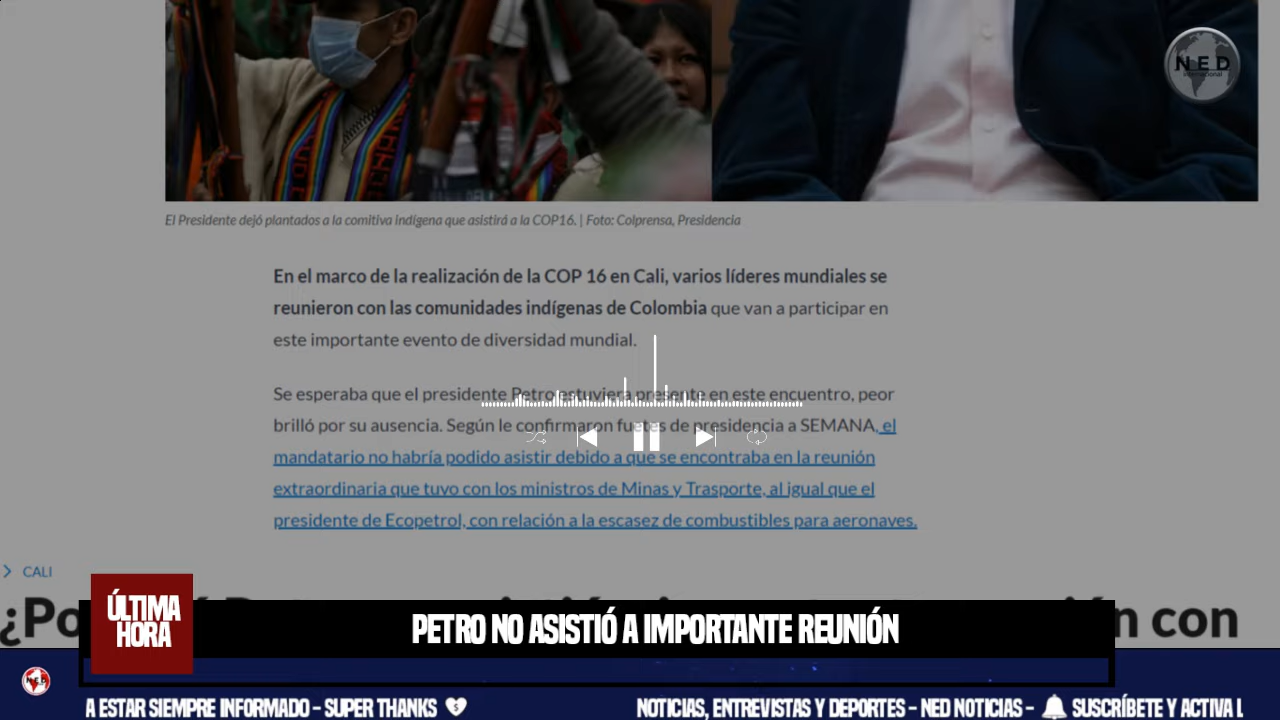 NED
International
El Presidente dejó plantados a la comitiva indígena que asistirá a la COP16. | Foto: Colprensa, Presidencia
En el marco de la realización de la COP 16 en Cali, varios líderes mundiales se
reunieron con las comunidades indígenas de Colombia que van a participar en
este importante evento de diversidad mundial.
Se esperaba que el presidente Petro estuviera presente en este encuentro, peor
brilló por su ausencia. Según le confirmaron fuetes de presidencia a SEMANA, el
mandatario no habría podido asistir debido a que se encontraba en la reunión
extraordinaria que tuvo con los ministros de Minas y Trasporte, al igual que el
presidente de Ecopetrol, con relación a la escasez de combustibles para aeronaves.
CALI
ÚLTIMA
HORA
PETRO NO ASISTIÓ A IMPORTANTE REUNIÓN
con
A ESTAR SIEMPRE INFORMADO - SUPER THANKS
NOTICIAS, ENTREVISTAS Y DEPORTES - NED NOTICIAS - SUSCRÍBETE Y ACTIVA L